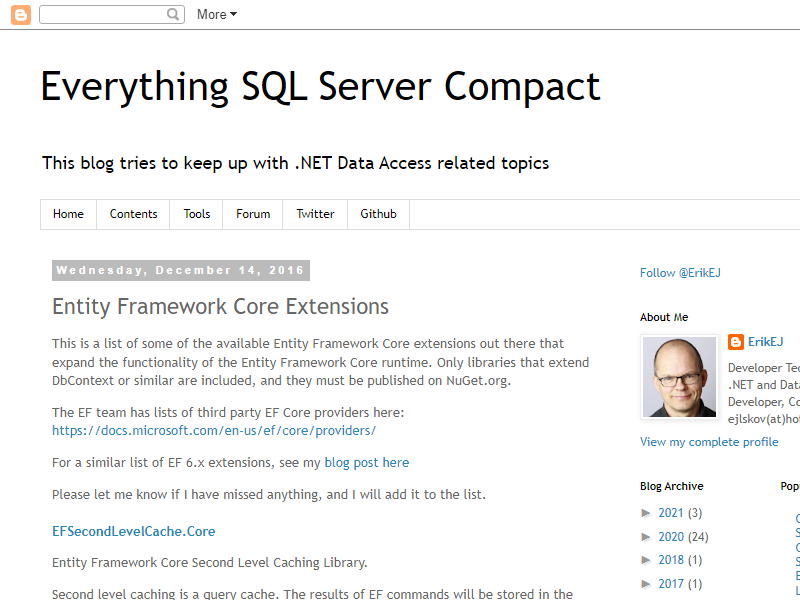 More
Everything SQL Server Compact
This blog tries to keep up with .NET Data Access related topics
Home
Contents
Tools
Forum
Twitter
Github
Wednesday, December 14, 2016
Entity Framework Core Extensions
This is a list of some of the available Entity Framework Core extensions out there that
expand the functionality of the Entity Framework Core runtime. Only libraries that extend
DbContext or similar are included, and they must be published on NuGet.org.
The EF team has lists of third party EF Core providers here:
https://docs.microsoft.com/en-us/ef/core/providers/
For a similar list of EF 6.x extensions, see my blog post here
Please let me know if I have missed anything, and I will add it to the list.
EFSecondLevelCache.Core
Entity Framework Core Second Level Caching Library.
Second level caching is a query cache. The results of EF commands will be stored in the
Follow @ErikEJ
About Me
ErikEJ
Developer
.NET and
Developer,
ejlskov(at)
View my complete profile
Blog Archive
► 2021 (3)
► 2020 (24)
► 2018 (1)
► 2017 (1)